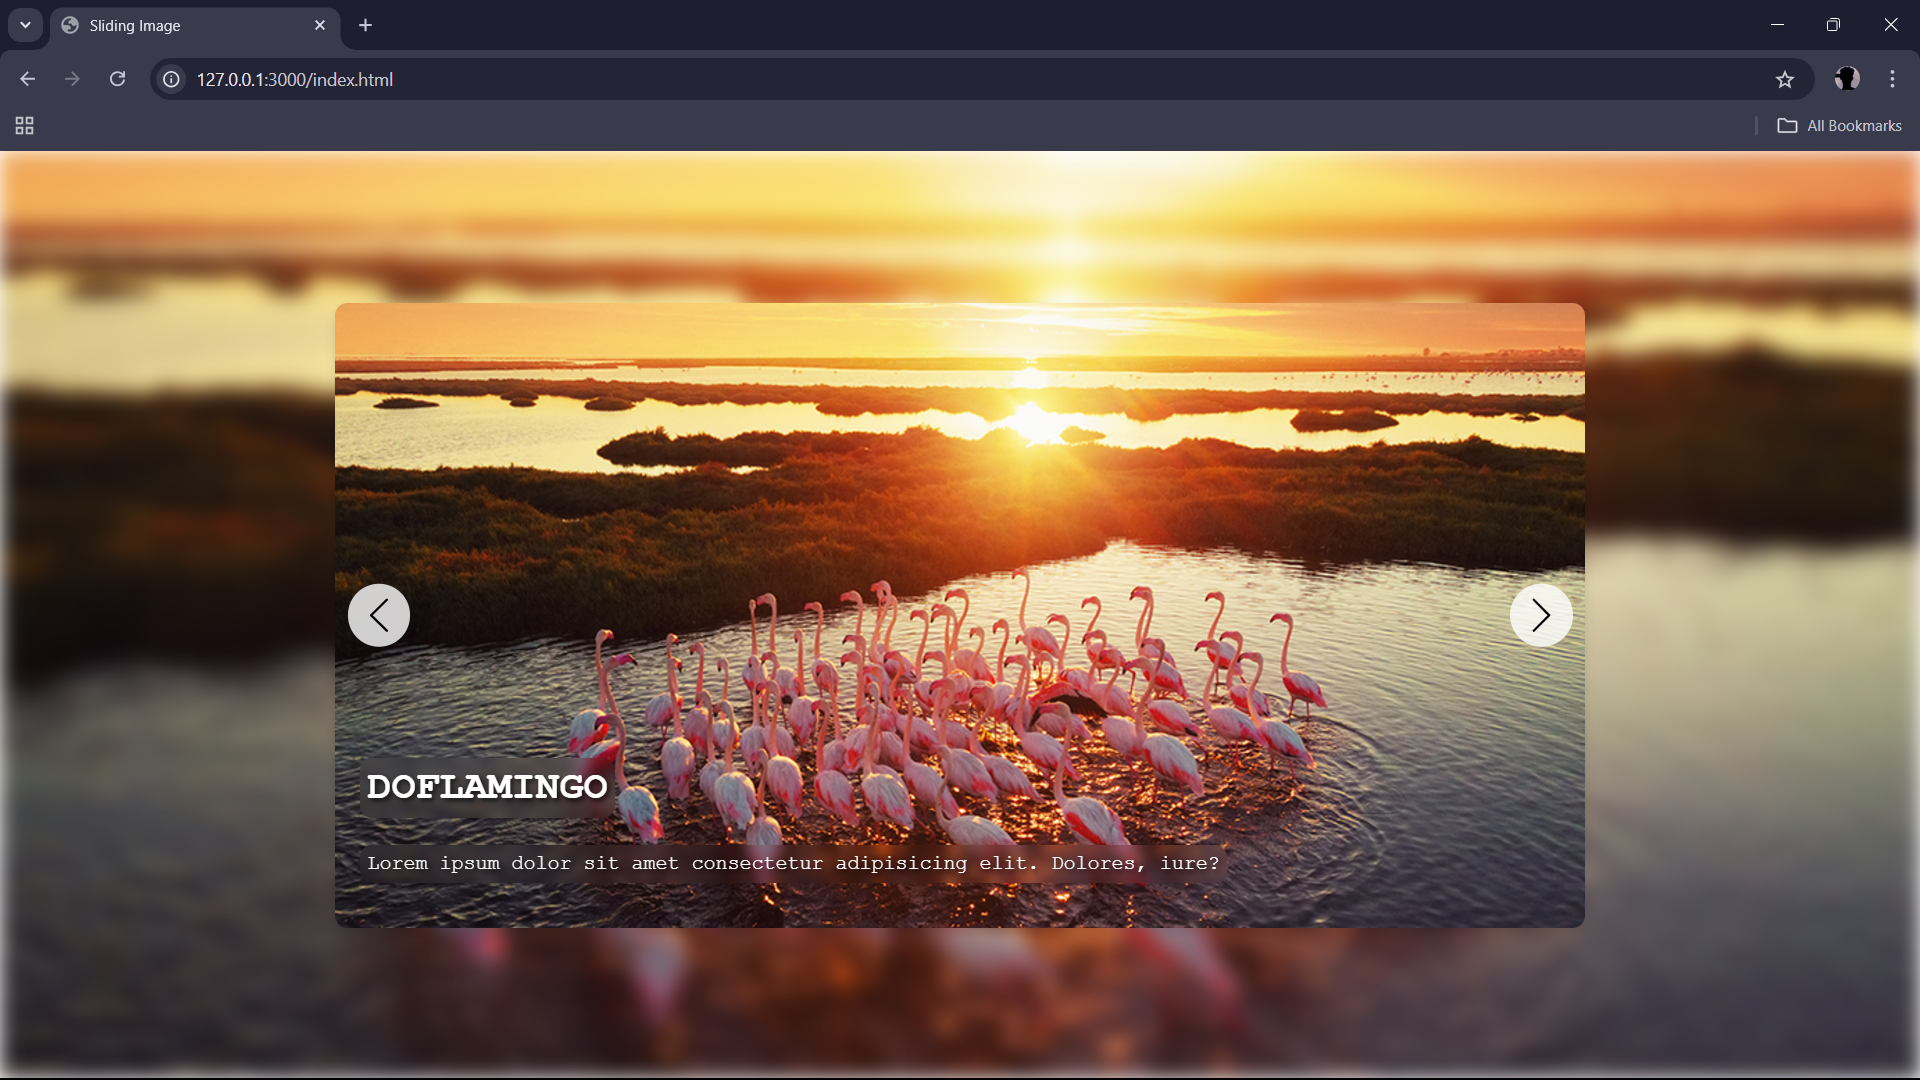 Sliding Image
127.0.0.1:3000/index.html
All Bookmarks
DOFLAMINGO
Lorem ipsum dolor sit amet consectetur adipisicing elit. Dolores, iure?